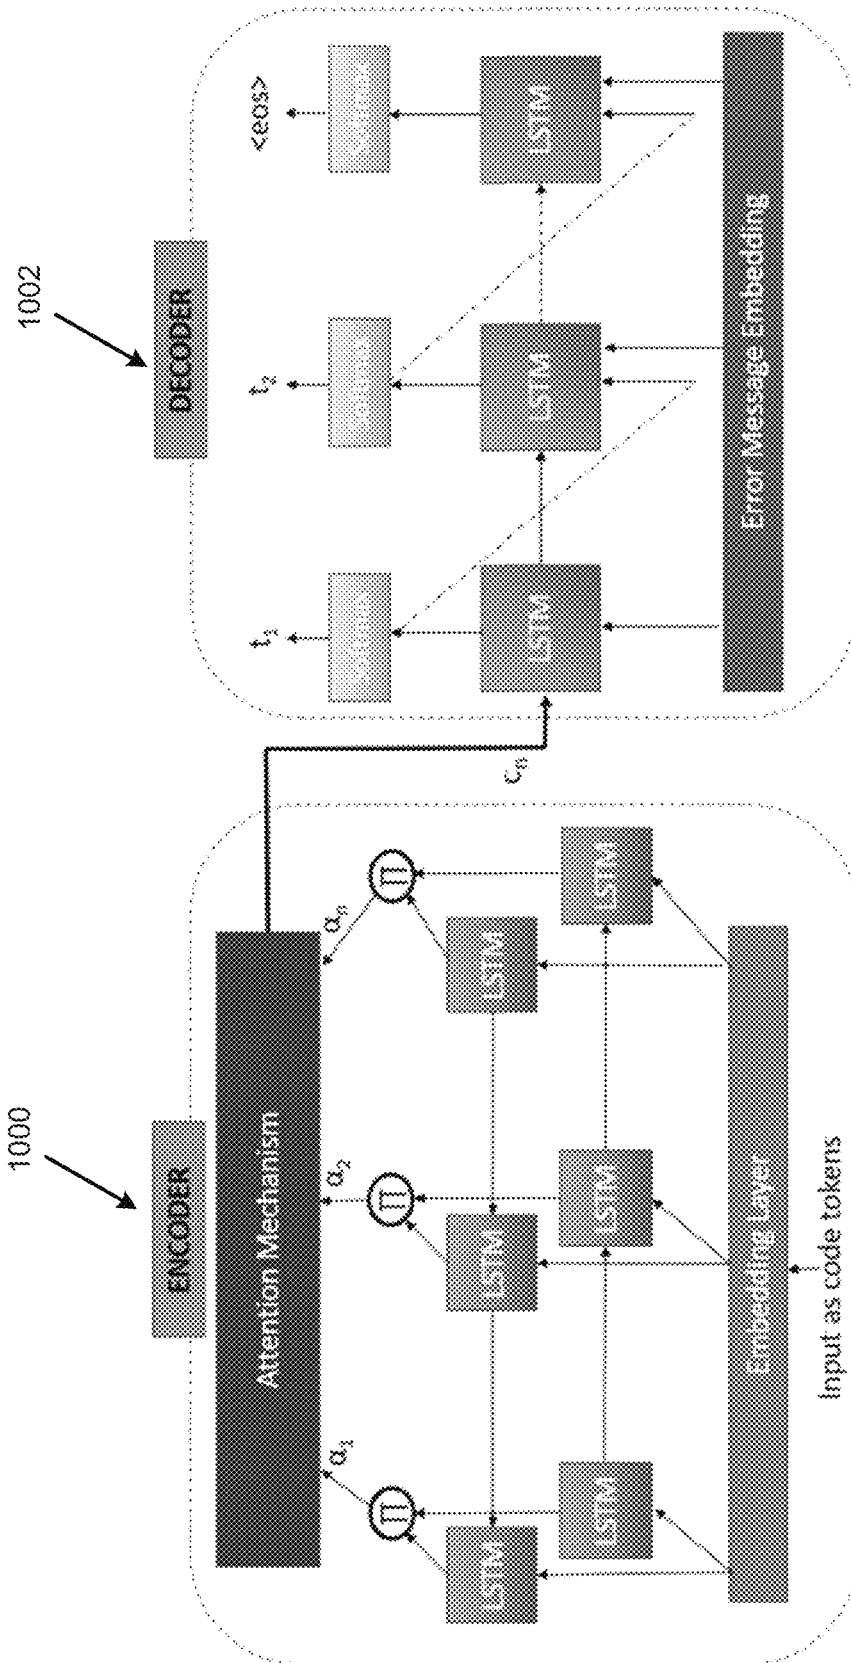 1000
ENCODER
Attention Mechanism
α₁
α₂
αₙ
∏
∏
∏
LSTM
LSTM
LSTM
LSTM
LSTM
LSTM
Embedding Layer
Input as code tokens
Cₙ
1002
DECODER
t₁
t₂
<eos>
LSTM
LSTM
LSTM
Error Message Embedding